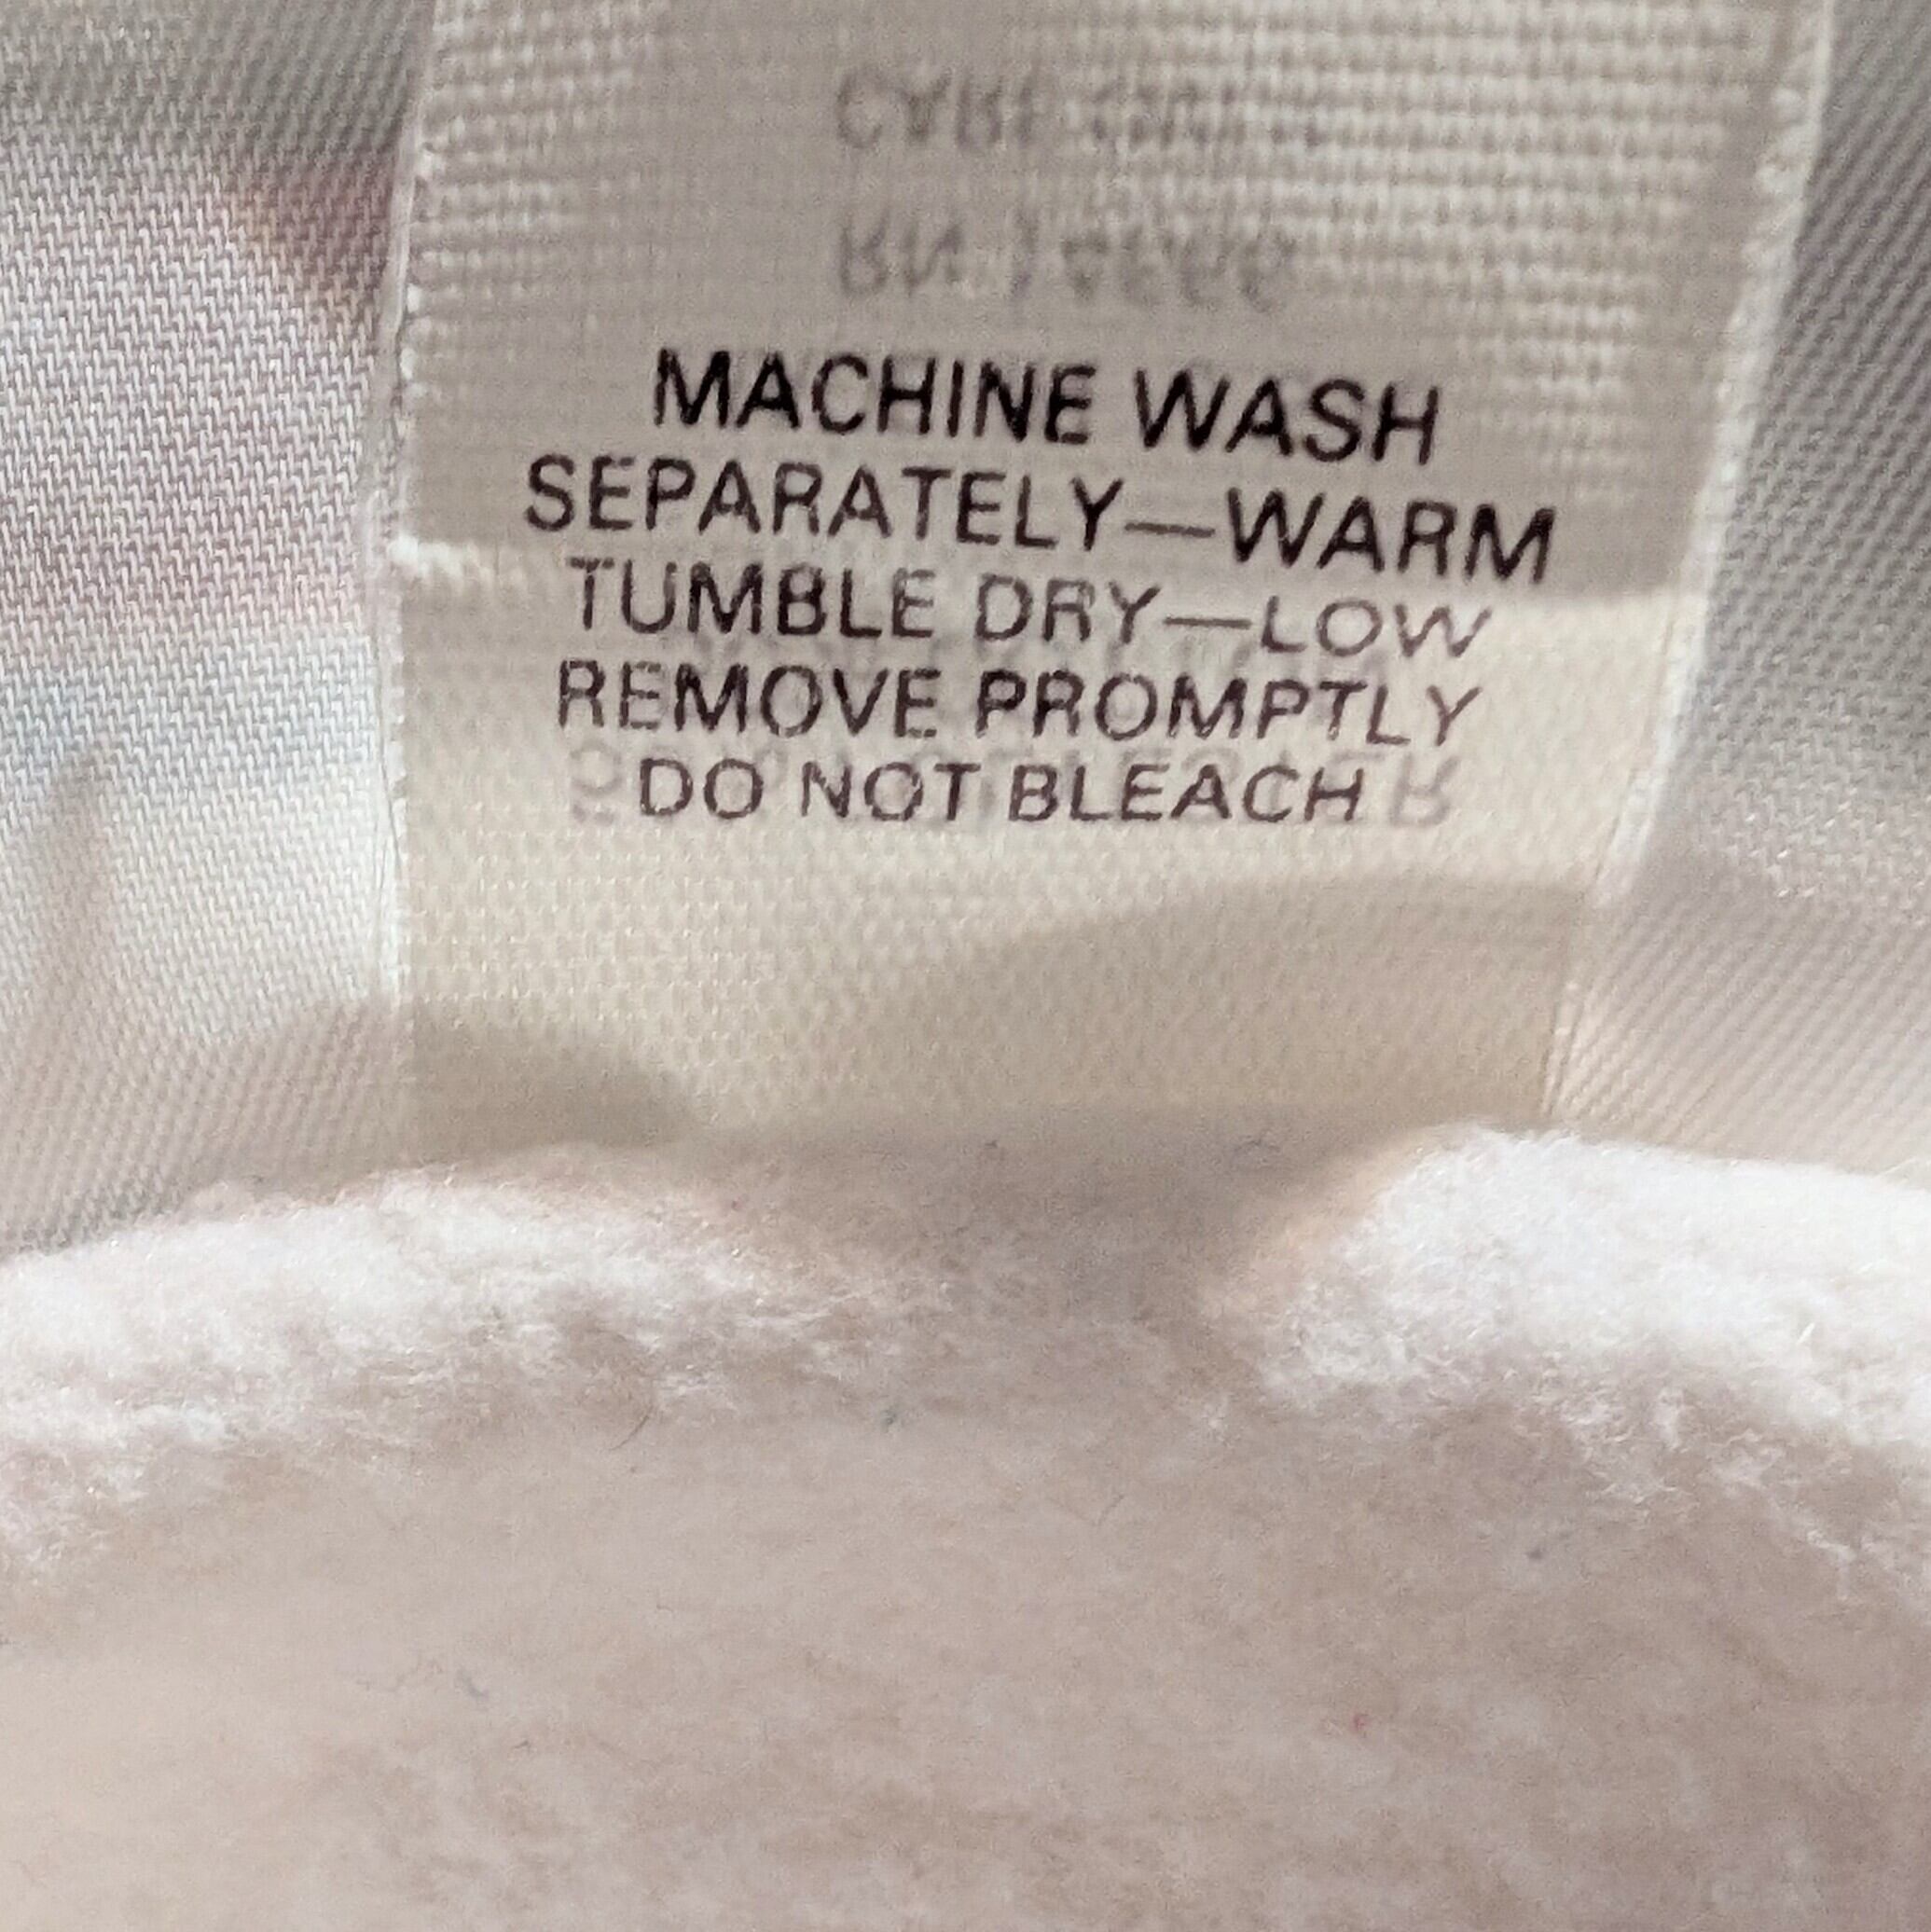 MACHINE WASH
SEPARATELY—WARM
TUMBLE DRY—LOW
REMOVE PROMPTLY
DO NOT BLEACH